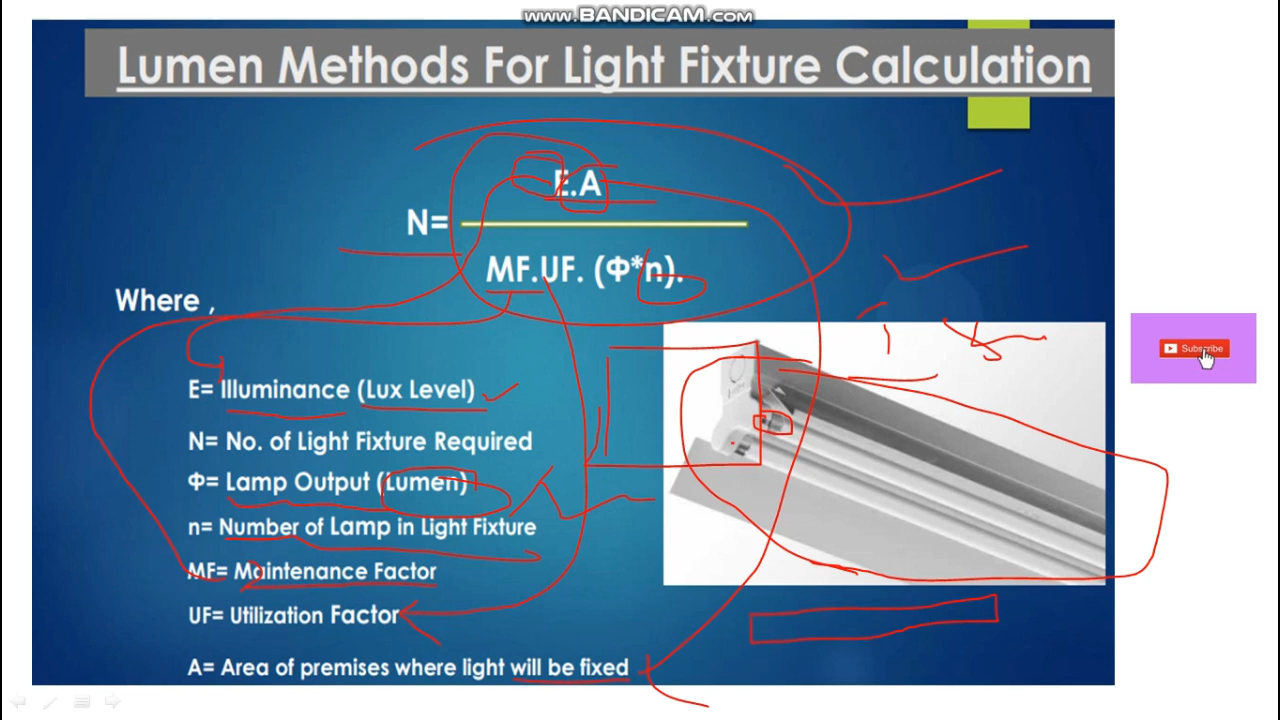 www.BANDICAM.com
Lumen Methods For Light Fixture Calculation
E.A
N=
MF.UF. (Φ*n).
Where ,
E= Illuminance (Lux Level)
N= No. of Light Fixture Required
Φ= Lamp Output (Lumen)
n= Number of Lamp in Light Fixture
MF= Maintenance Factor
UF= Utilization Factor
A= Area of premises where light will be fixed
Subscribe